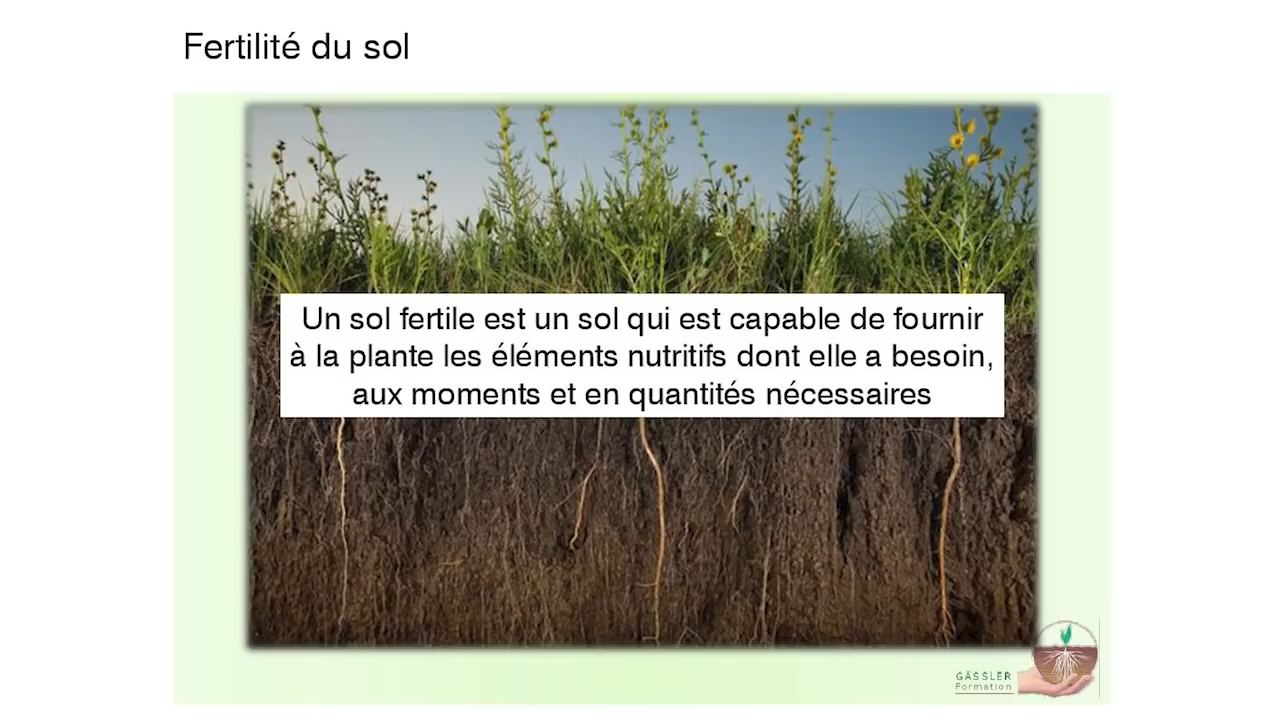 Fertilité du sol
Un sol fertile est un sol qui est capable de fournir
à la plante les éléments nutritifs dont elle a besoin,
aux moments et en quantités nécessaires
GÄSSLER
Formation